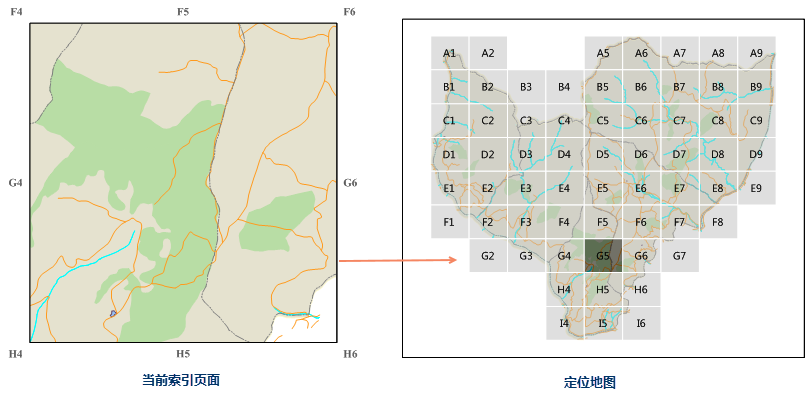 F4 F5 F6
G4 G6
H4 H5 H6
当前索引页面
A1 A2 A5 A6 A7 A8 A9
B1 B2 B3 B4 B5 B6 B7 B8 B9
C1 C2 C3 C4 C5 C6 C7 C8 C9
D1 D2 D3 D4 D5 D6 D7 D8 D9
E1 E2 E3 E4 E5 E6 E7 E8 E9
F1 F2 F3 F4 F5 F6 F7 F8
G2 G3 G4 G5 G6 G7
H4 H5 H6
I4 I5 I6
定位地图